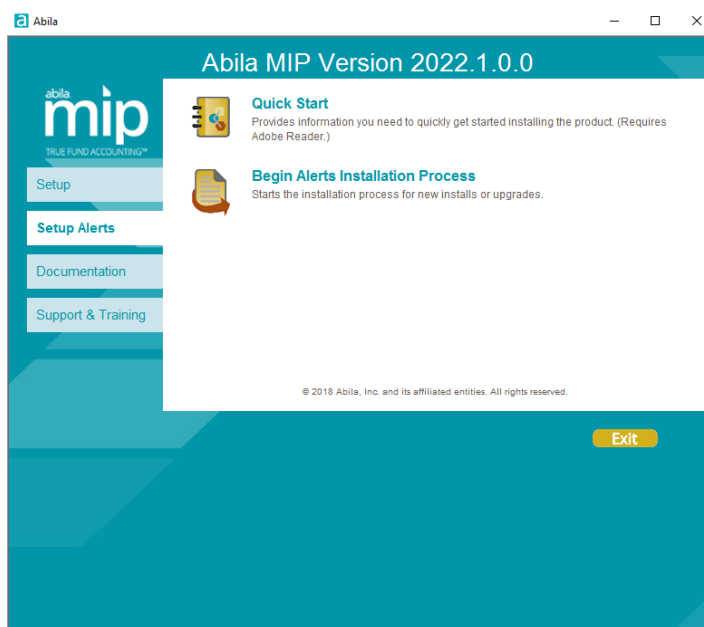 Abila
Abila MIP Version 2022.1.0.0
abila
mip
TRUE FUND ACCOUNTING™
Setup
Setup Alerts
Documentation
Support & Training
Quick Start
Provides information you need to quickly get started installing the product. (Requires
Adobe Reader.)
Begin Alerts Installation Process
Starts the installation process for new installs or upgrades.
© 2018 Abila, Inc. and its affiliated entities. All rights reserved.
Exit